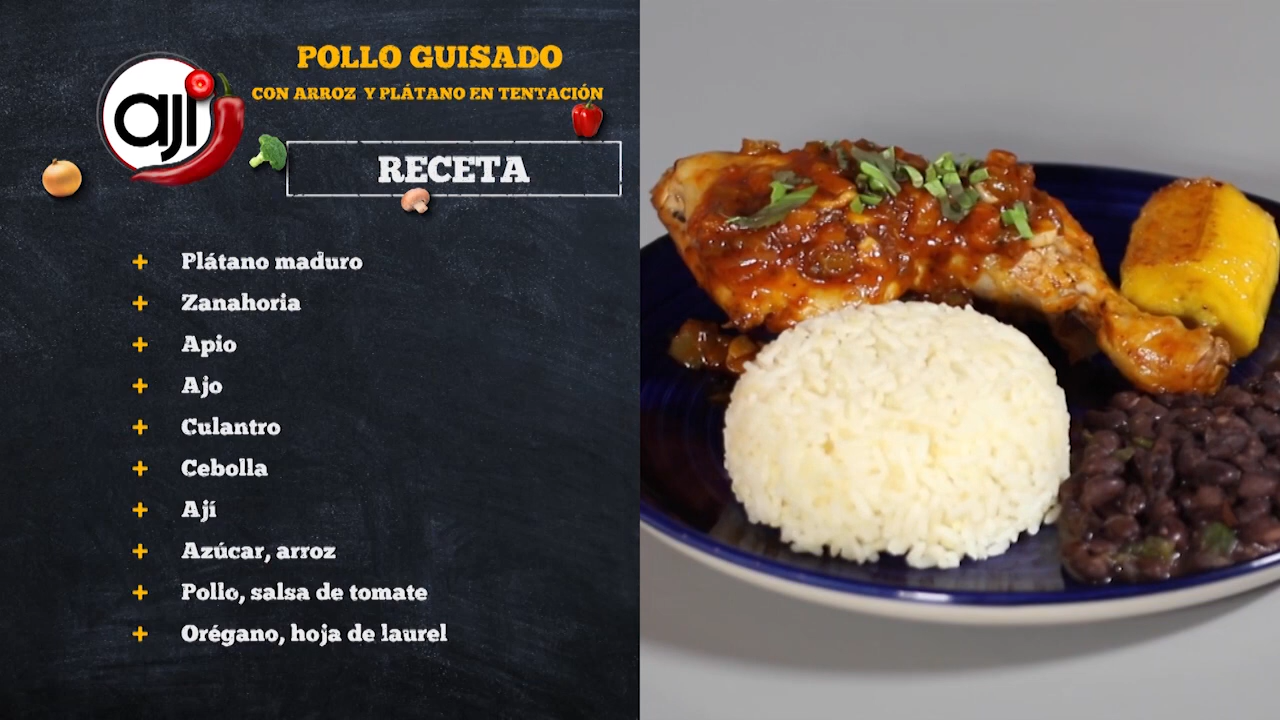 ají
POLLO GUISADO
CON ARROZ Y PLÁTANO EN TENTACIÓN
RECETA
+ Plátano maduro
+ Zanahoria
+ Apio
+ Ajo
+ Culantro
+ Cebolla
+ Ají
+ Azúcar, arroz
+ Pollo, salsa de tomate
+ Orégano, hoja de laurel